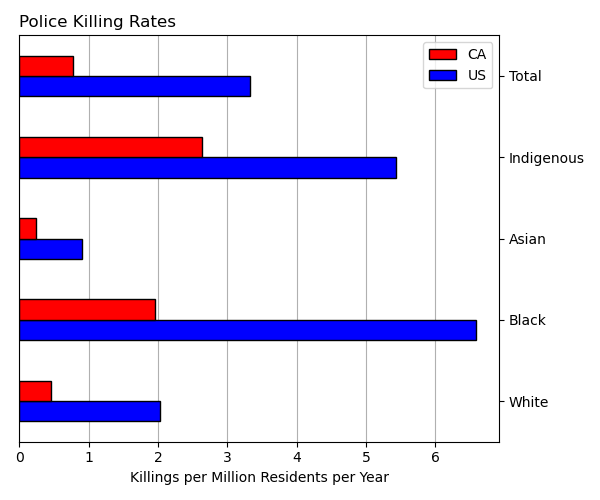 Police Killing Rates
CA
US
Total
Indigenous
Asian
Black
White
0 1 2 3 4 5 6
Killings per Million Residents per Year